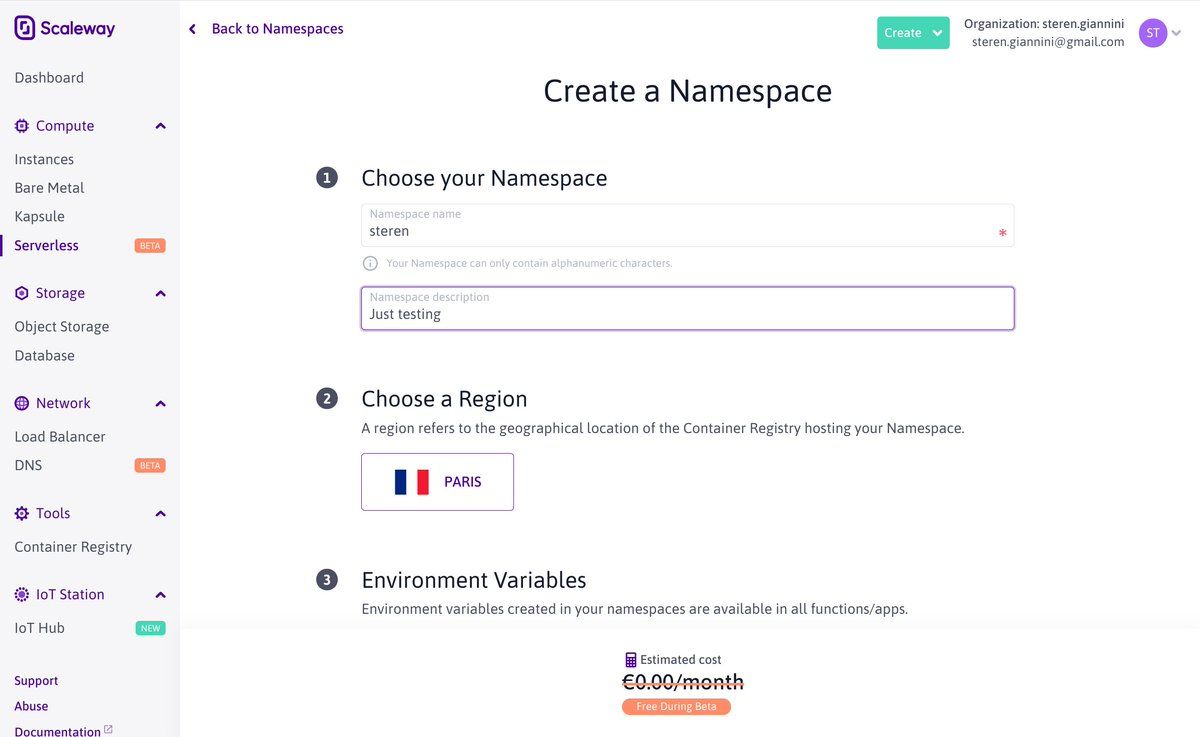 Scaleway
Dashboard
Compute
Instances
Bare Metal
Kapsule
Serverless BETA
Storage
Object Storage
Database
Network
Load Balancer
DNS BETA
Tools
Container Registry
IoT Station
IoT Hub NEW
Support
Abuse
Documentation
Back to Namespaces
Create
Organization: steren.giannini
steren.giannini@gmail.com
ST
Create a Namespace
1 Choose your Namespace
Namespace name
steren *
Your Namespace can only contain alphanumeric characters.
Namespace description
Just testing
2 Choose a Region
A region refers to the geographical location of the Container Registry hosting your Namespace.
PARIS
3 Environment Variables
Environment variables created in your namespaces are available in all functions/apps.
Estimated cost
€0.00/month
Free During Beta